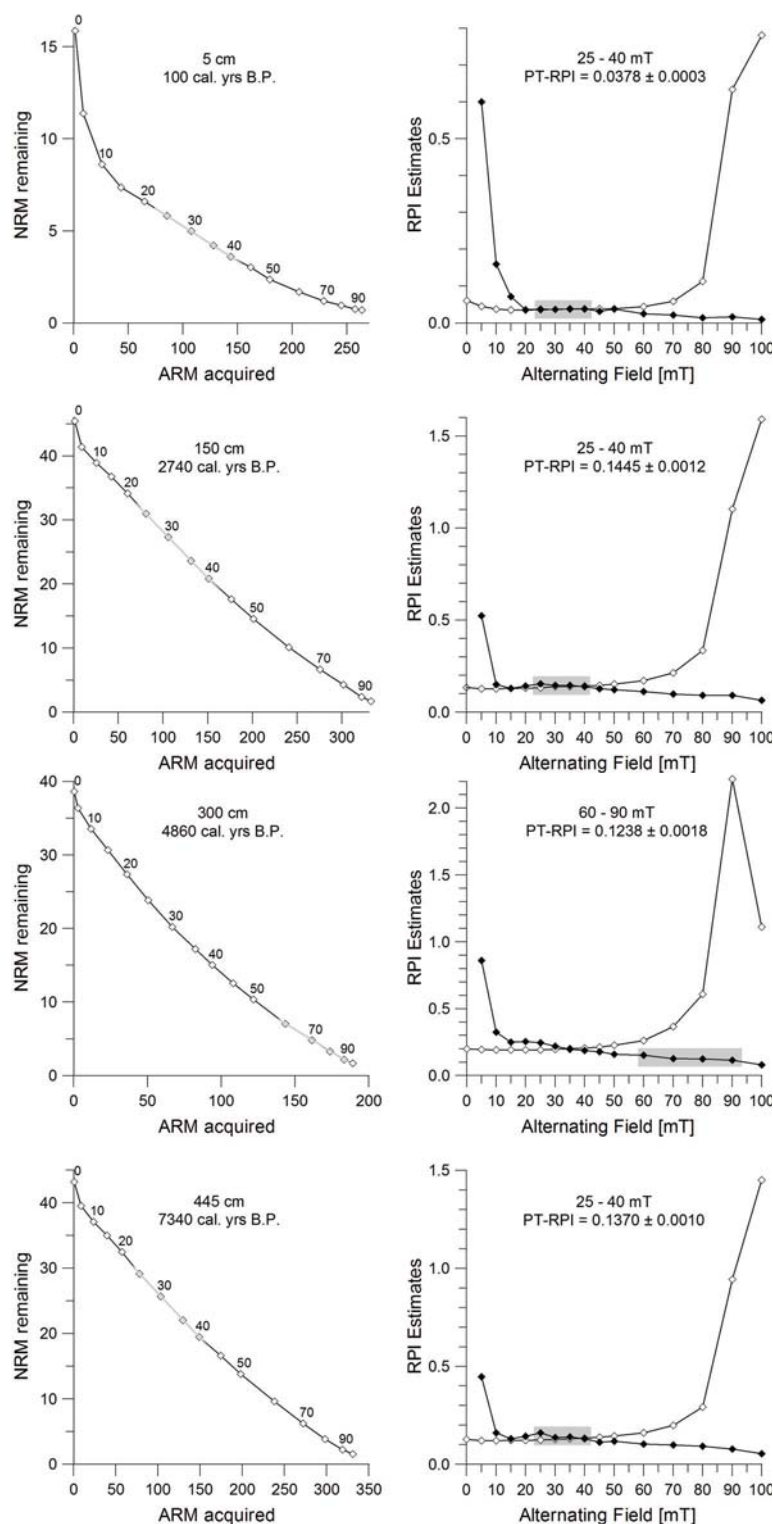 5 cm
100 cal. yrs B.P.
NRM remaining
15
10
5
0
0
10
20
30
40
50
70
90
0 50 100 150 200 250
ARM acquired
25 - 40 mT
PT-RPI = 0.0378 ± 0.0003
RPI Estimates
0.5
0.0
0 10 20 30 40 50 60 70 80 90 100
Alternating Field [mT]
150 cm
2740 cal. yrs B.P.
NRM remaining
40
30
20
10
0
0
10
20
30
40
50
70
90
0 50 100 150 200 250 300
ARM acquired
25 - 40 mT
PT-RPI = 0.1445 ± 0.0012
RPI Estimates
1.5
1.0
0.5
0.0
0 10 20 30 40 50 60 70 80 90 100
Alternating Field [mT]
300 cm
4860 cal. yrs B.P.
NRM remaining
40
30
20
10
0
0
10
20
30
40
50
70
90
0 50 100 150 200
ARM acquired
60 - 90 mT
PT-RPI = 0.1238 ± 0.0018
RPI Estimates
2.0
1.5
1.0
0.5
0.0
0 10 20 30 40 50 60 70 80 90 100
Alternating Field [mT]
445 cm
7340 cal. yrs B.P.
NRM remaining
40
30
20
10
0
0
10
20
30
40
50
70
90
0 50 100 150 200 250 300 350
ARM acquired
25 - 40 mT
PT-RPI = 0.1370 ± 0.0010
RPI Estimates
1.5
1.0
0.5
0.0
0 10 20 30 40 50 60 70 80 90 100
Alternating Field [mT]